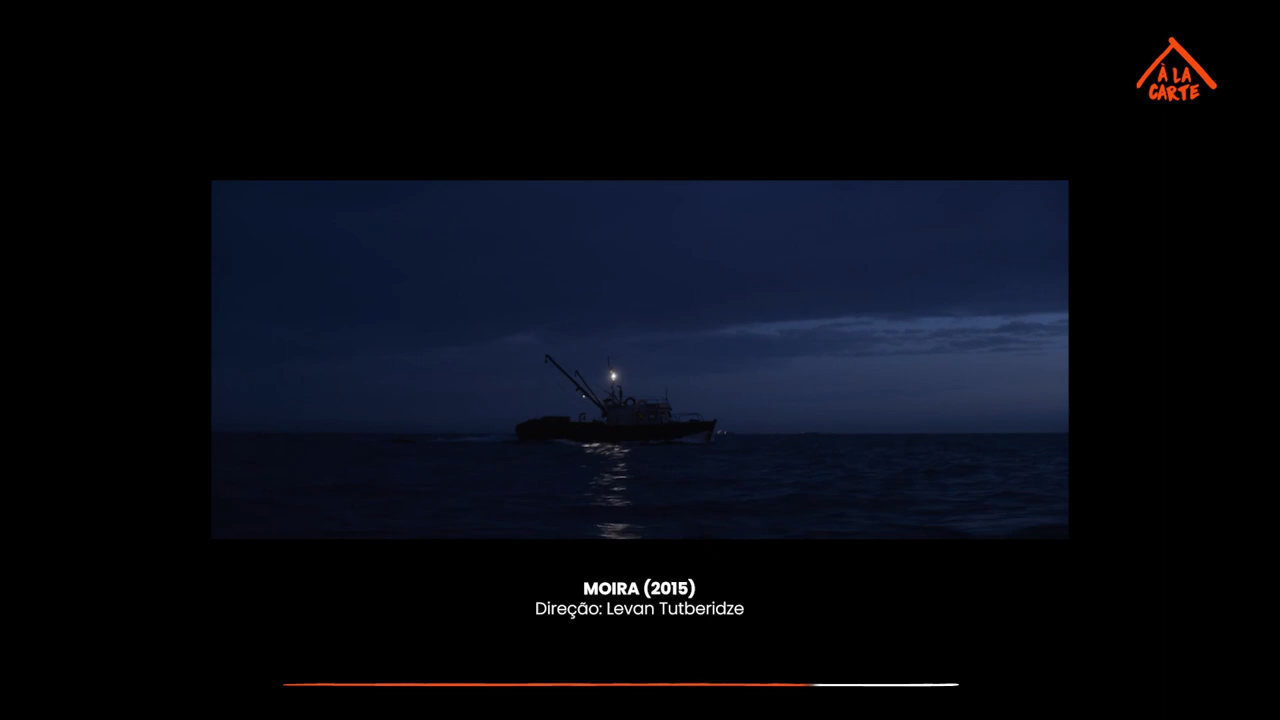 À LA
CARTE
MOIRA (2015)
Direção: Levan Tutberidze